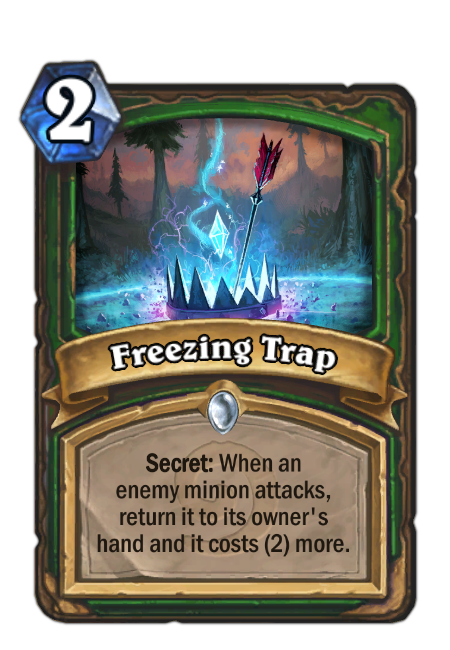 2
Freezing Trap
Secret: When an
enemy minion attacks,
return it to its owner's
hand and it costs (2) more.